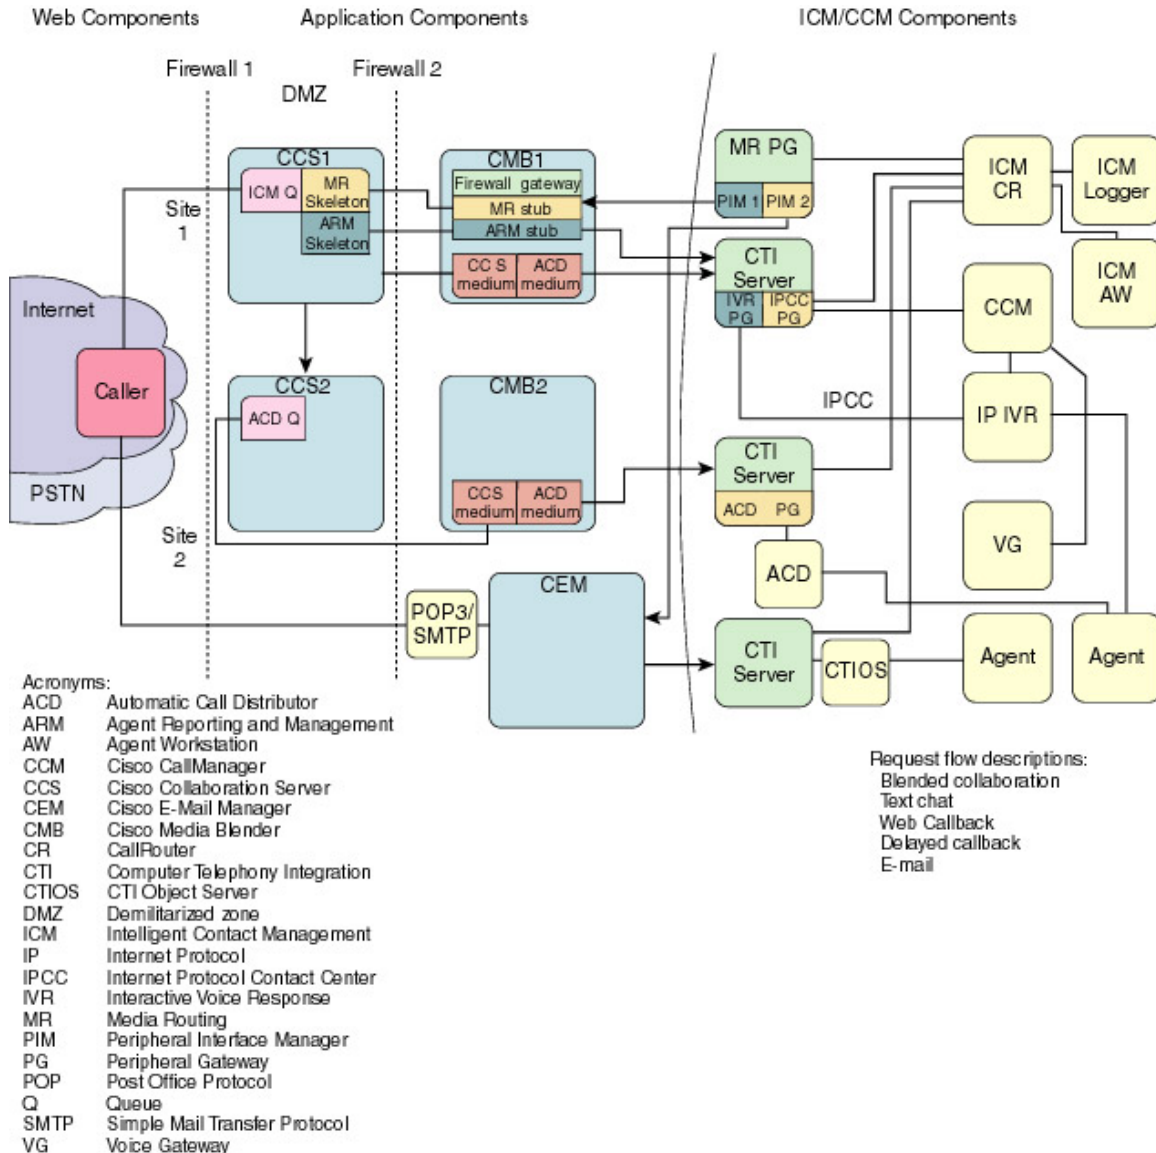 Web Components
Application Components
ICM/CCM Components
Firewall 1
Firewall 2
DMZ
CCS1
ICM Q
MR
Skeleton
ARM
Skeleton
CMB1
Firewall gateway
MR stub
ARM stub
CC S
medium
ACD
medium
MR PG
PIM 1
PIM 2
ICM
CR
ICM
Logger
Site
1
CTI
Server
IVR
PG
IPCC
PG
ICM
AW
CCM
Internet
Caller
PSTN
CCS2
ACD Q
CMB2
CCS
medium
ACD
medium
IPCC
IP IVR
CTI
Server
ACD PG
Site
2
ACD
VG
POP3/
SMTP
CEM
CTI
Server
CTIOS
Agent
Agent
Acronyms:
ACD Automatic Call Distributor
ARM Agent Reporting and Management
AW Agent Workstation
CCM Cisco CallManager
CCS Cisco Collaboration Server
CEM Cisco E-Mail Manager
CMB Cisco Media Blender
CR CallRouter
CTI Computer Telephony Integration
CTIOS CTI Object Server
DMZ Demilitarized zone
ICM Intelligent Contact Management
IP Internet Protocol
IPCC Internet Protocol Contact Center
IVR Interactive Voice Response
MR Media Routing
PIM Peripheral Interface Manager
PG Peripheral Gateway
POP Post Office Protocol
Q Queue
SMTP Simple Mail Transfer Protocol
VG Voice Gateway
Request flow descriptions:
Blended collaboration
Text chat
Web Callback
Delayed callback
E-mail